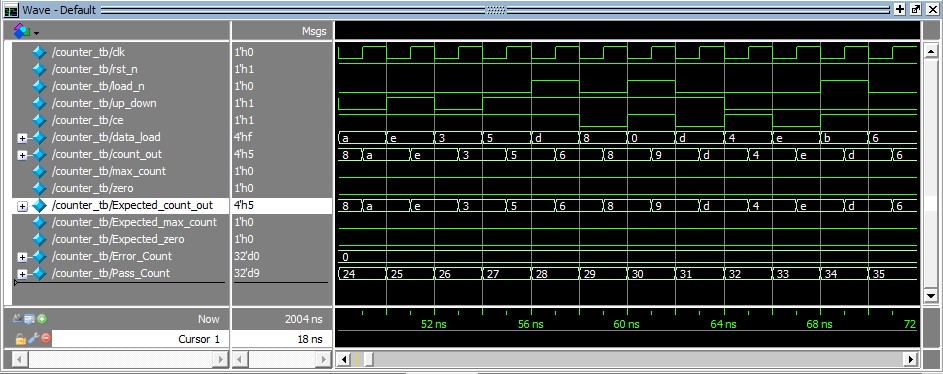 Wave - Default
Msgs
/counter_tb/clk 1'h0
/counter_tb/rst_n 1'h1
/counter_tb/load_n 1'h0
/counter_tb/up_down 1'h1
/counter_tb/ce 1'h1
/counter_tb/data_load 4'hf a e 3 5 d 8 0 d 4 e b 6
/counter_tb/count_out 4'h5 8 a e 3 5 6 8 9 d 4 e d 6
/counter_tb/max_count 1'h0
/counter_tb/zero 1'h0
/counter_tb/Expected_count_out 4'h5 8 a e 3 5 6 8 9 d 4 e d 6
/counter_tb/Expected_max_count 1'h0
/counter_tb/Expected_zero 1'h0
/counter_tb/Error_Count 32'd0 0
/counter_tb/Pass_Count 32'd9 24 25 26 27 28 29 30 31 32 33 34 35
Now 2004 ns 52 ns 56 ns 60 ns 64 ns 68 ns 72
Cursor 1 18 ns